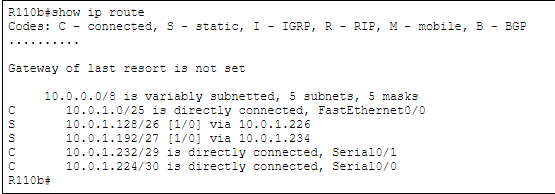 R110b#show ip route
Codes: C - connected, S - static, I - IGRP, R - RIP, M - mobile, B - BGP
..........
Gateway of last resort is not set
10.0.0.0/8 is variably subnetted, 5 subnets, 5 masks
C 10.0.1.0/25 is directly connected, FastEthernet0/0
S 10.0.1.128/26 [1/0] via 10.0.1.226
S 10.0.1.192/27 [1/0] via 10.0.1.234
C 10.0.1.232/29 is directly connected, Serial0/1
C 10.0.1.224/30 is directly connected, Serial0/0
R110b#